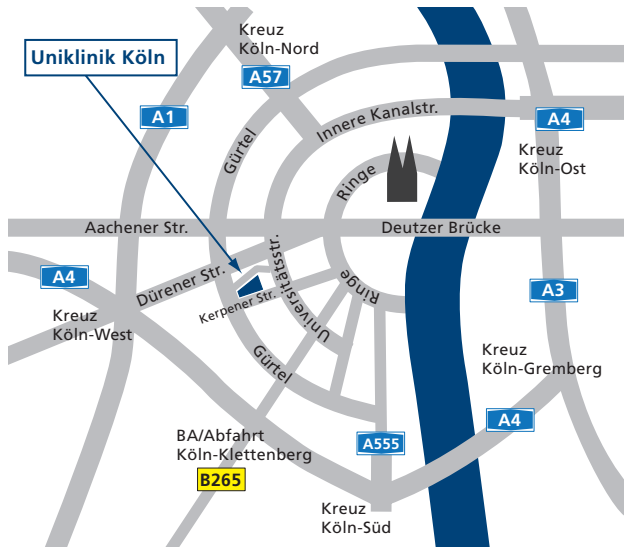 Kreuz
Köln-Nord
Uniklinik Köln
A57
A1
Innere Kanalstr.
A4
Gürtel
Kreuz
Köln-Ost
Ringe
Aachener Str.
Deutzer Brücke
Universitätsstr.
A4
Dürener Str.
Ringe
A3
Kerpener Str.
Kreuz
Köln-West
Kreuz
Köln-Gremberg
Gürtel
A4
BA/Abfahrt
Köln-Klettenberg
A555
B265
Kreuz
Köln-Süd